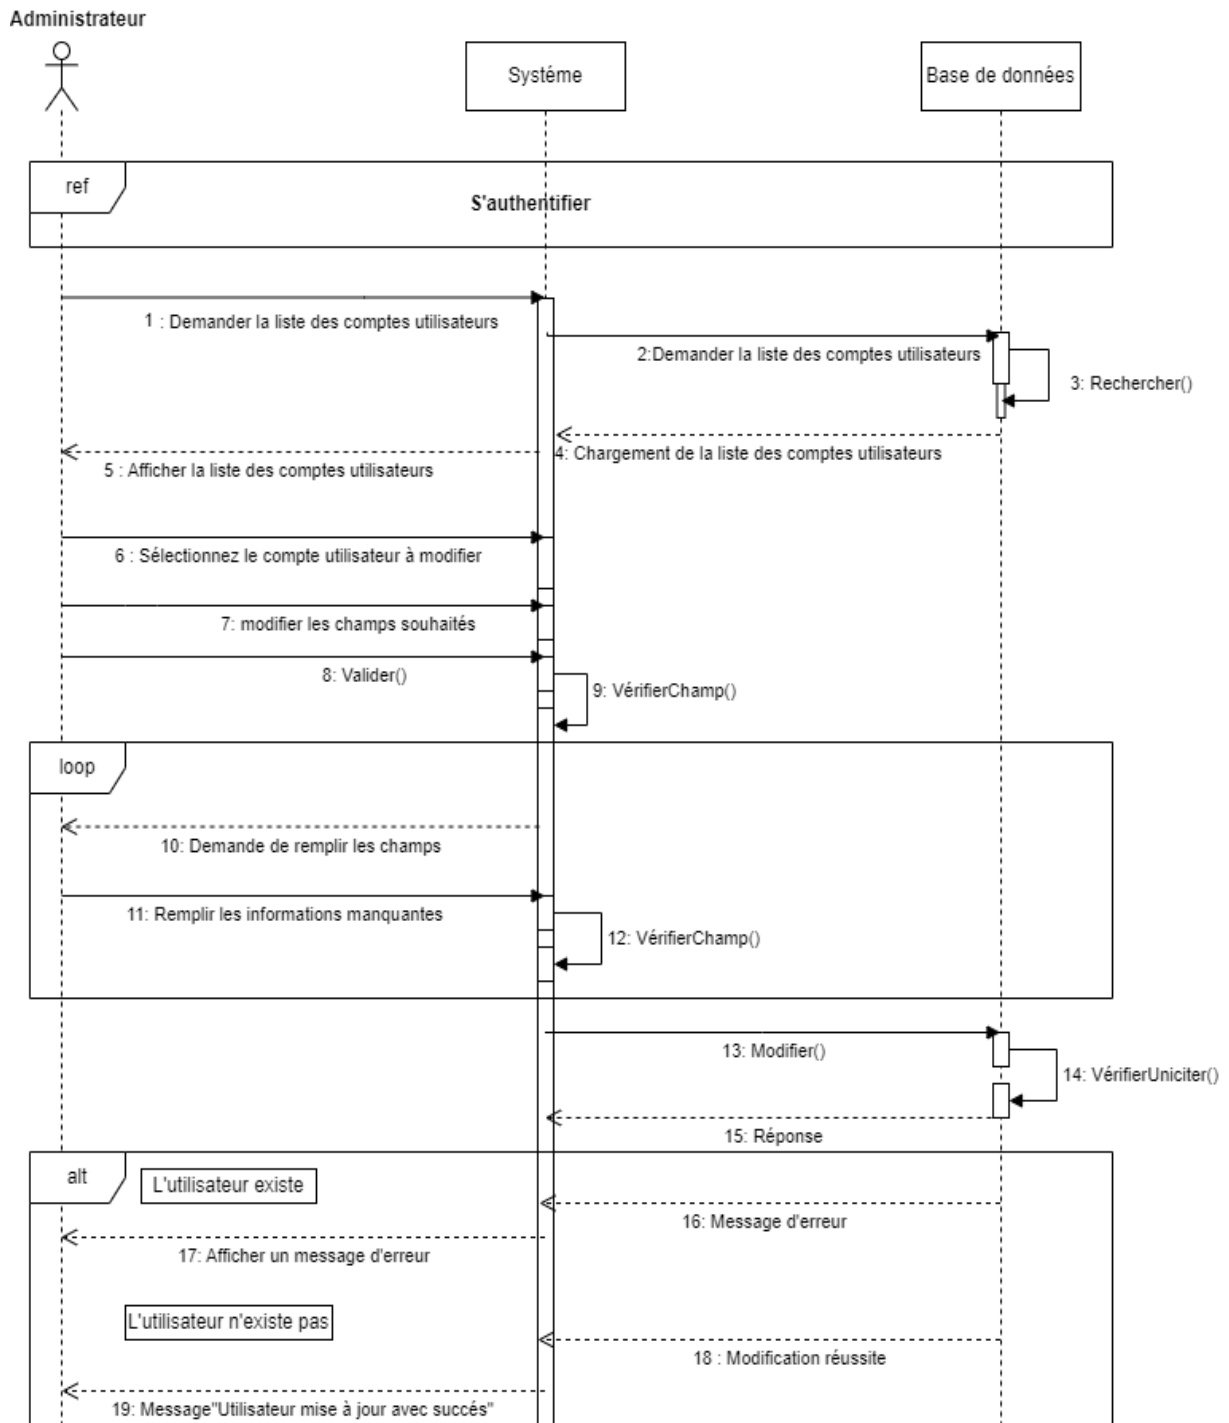 Administrateur
Systéme
Base de données
ref
S'authentifier
1 : Demander la liste des comptes utilisateurs
2:Demander la liste des comptes utilisateurs
3: Rechercher()
4: Chargement de la liste des comptes utilisateurs
5 : Afficher la liste des comptes utilisateurs
6 : Sélectionnez le compte utilisateur à modifier
7: modifier les champs souhaités
8: Valider()
9: VérifierChamp()
loop
10: Demande de remplir les champs
11: Remplir les informations manquantes
12: VérifierChamp()
13: Modifier()
14: VérifierUniciter()
15: Réponse
alt
L'utilisateur existe
16: Message d'erreur
17: Afficher un message d'erreur
L'utilisateur n'existe pas
18 : Modification réussite
19: Message"Utilisateur mise à jour avec succés"